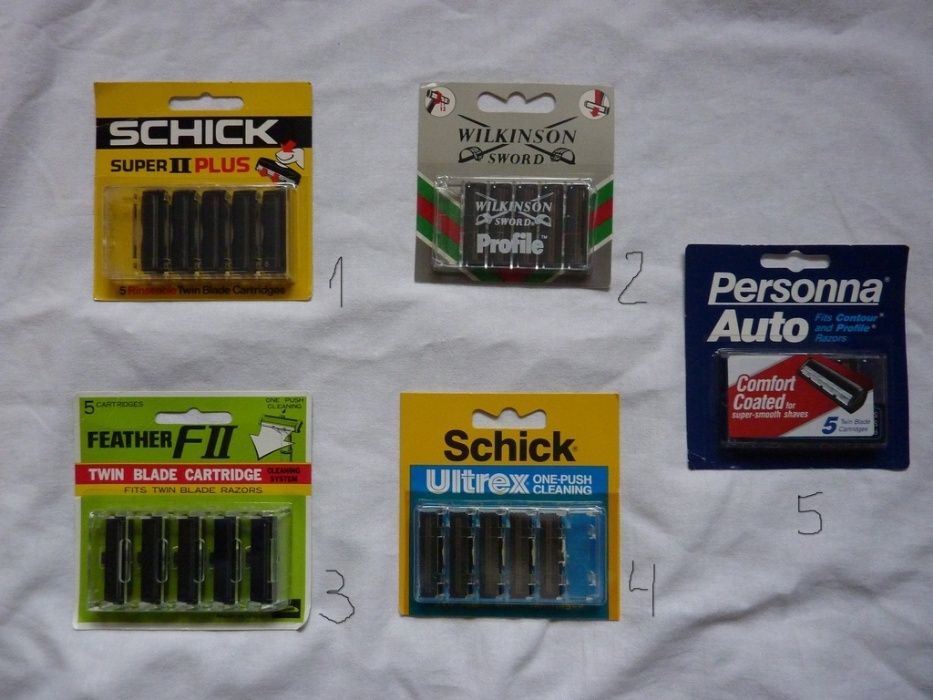 SCHICK
SUPER II PLUS
5 Rinseable Twin Blade Cartridges
1
WILKINSON
SWORD
WILKINSON
SWORD
Profile™
2
Personna®
Auto
Fits Contour®
and Profile®
Razors
Comfort
Coated for
super-smooth shaves
5 Twin Blade
Cartridges
5
5 CARTRIDGES
ONE PUSH
CLEANING
FEATHER FII
TWIN BLADE CARTRIDGE
CLEANING
SYSTEM
FITS TWIN BLADE RAZORS
3
Schick®
Ultrex
ONE-PUSH
CLEANING
4